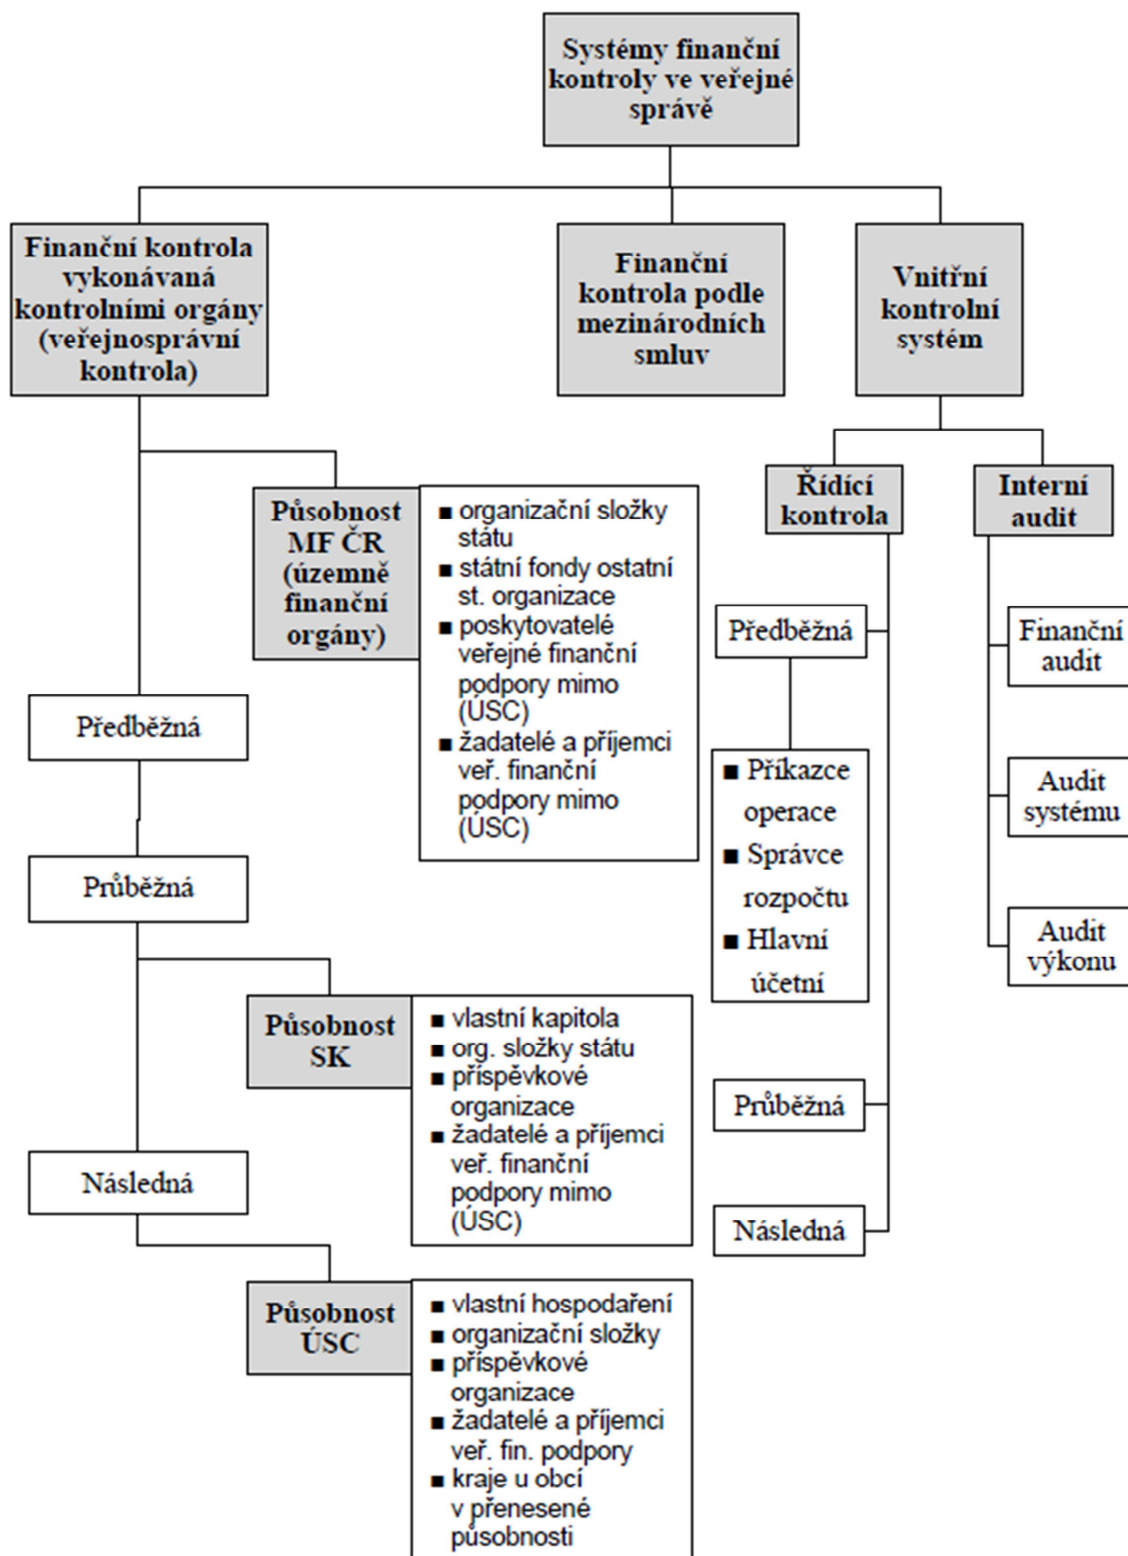 Systémy finanční
kontroly ve veřejné
správě
Finanční kontrola
vykonávaná
kontrolními orgány
(veřejnosprávní
kontrola)
Finanční
kontrola podle
mezinárodních
smluv
Vnitřní
kontrolní
systém
Působnost
MF ČR
(územně
finanční
orgány)
■ organizační složky
státu
■ státní fondy ostatní
st. organizace
■ poskytovatelé
veřejné finanční
podpory mimo
(ÚSC)
■ žadatelé a příjemci
veř. finanční
podpory mimo
(ÚSC)
Předběžná
Průběžná
Působnost
SK
■ vlastní kapitola
■ org. složky státu
■ příspěvkové
organizace
■ žadatelé a příjemci
veř. finanční
podpory mimo
(ÚSC)
Následná
Působnost
ÚSC
■ vlastní hospodaření
■ organizační složky
■ příspěvkové
organizace
■ žadatelé a příjemci
veř. fin. podpory
■ kraje u obcí
v přenesené
působnosti
Řídící
kontrola
Předběžná
■ Příkazce
operace
■ Správce
rozpočtu
■ Hlavní
účetní
Průběžná
Následná
Interní
audit
Finanční
audit
Audit
systému
Audit
výkonu